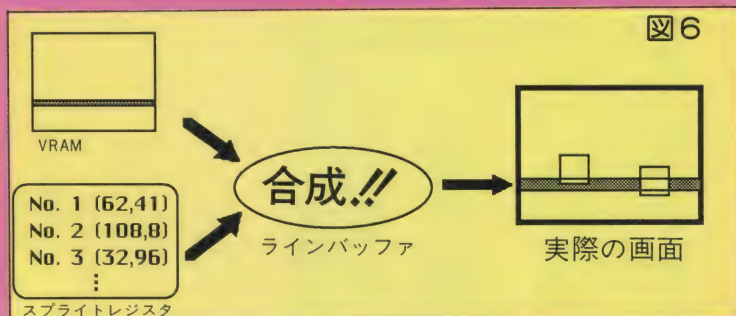 図6
VRAM
No. 1 (62,41)
No. 2 (108,8)
No. 3 (32,96)
⋮
スプライトレジスタ
合成!!
ラインバッファ
実際の画面